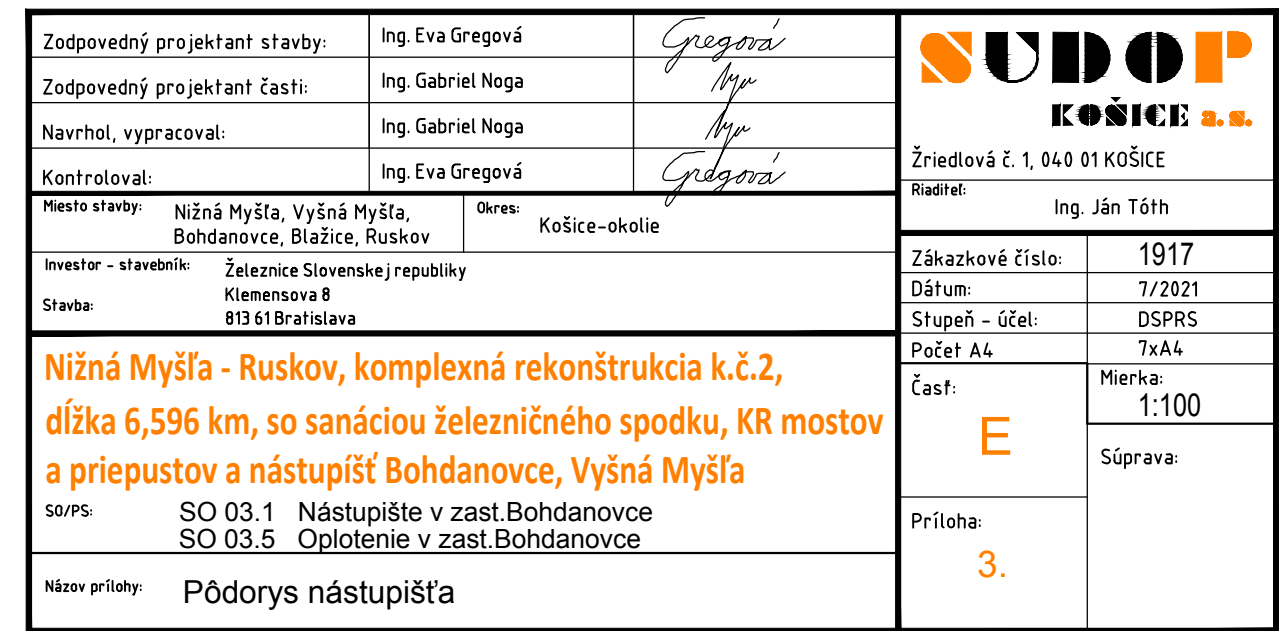 Zodpovedný projektant stavby: Ing. Eva Gregová Gregová
Zodpovedný projektant časti: Ing. Gabriel Noga
Navrhol, vypracoval: Ing. Gabriel Noga
Kontroloval: Ing. Eva Gregová Gregová
SUDOP
KOŠICE a.s.
Žriedlová č. 1, 040 01 KOŠICE
Riaditeľ:
Ing. Ján Tóth
Miesto stavby: Nižná Myšľa, Vyšná Myšľa,
Bohdanovce, Blažice, Ruskov
Okres: Košice-okolie
Investor - stavebník: Železnice Slovenskej republiky
Klemensova 8
Stavba:
813 61 Bratislava
Zákazkové číslo: 1917
Dátum: 7/2021
Stupeň - účel: DSPRS
Počet A4 7xA4
Nižná Myšľa - Ruskov, komplexná rekonštrukcia k.č.2,
dĺžka 6,596 km, so sanáciou železničného spodku, KR mostov
a priepustov a nástupíšť Bohdanovce, Vyšná Myšľa
SO/PS: SO 03.1 Nástupište v zast.Bohdanovce
SO 03.5 Oplotenie v zast.Bohdanovce
Názov prílohy: Pôdorys nástupišťa
Časť:
E
Mierka:
1:100
Súprava:
Príloha:
3.